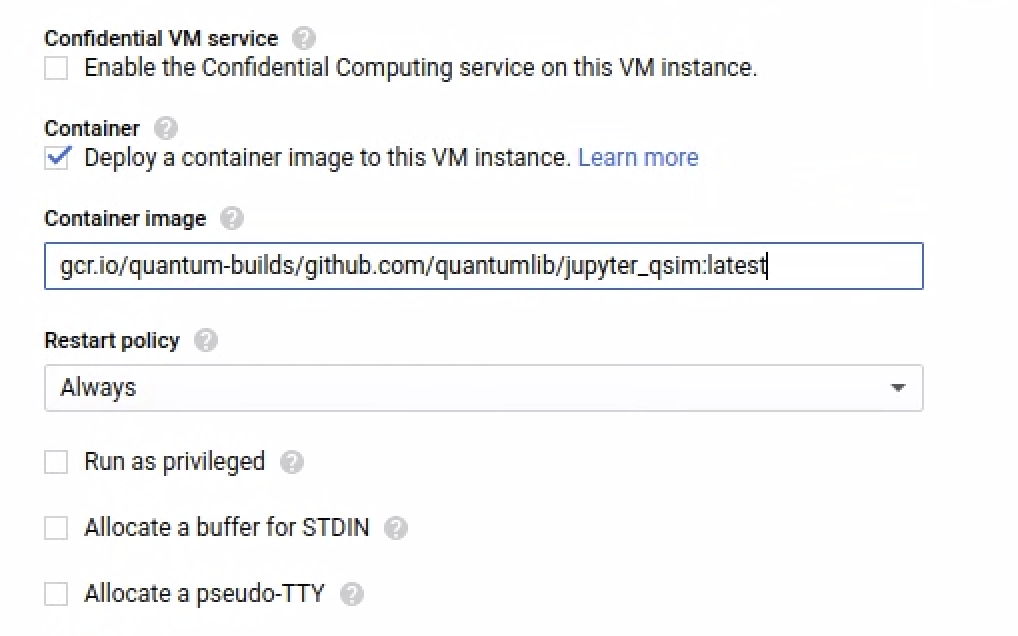 Confidential VM service ?
Enable the Confidential Computing service on this VM instance.
Container ?
Deploy a container image to this VM instance. Learn more
Container image ?
gcr.io/quantum-builds/github.com/quantumlib/jupyter_qsim:latest
Restart policy ?
Always
Run as privileged ?
Allocate a buffer for STDIN ?
Allocate a pseudo-TTY ?